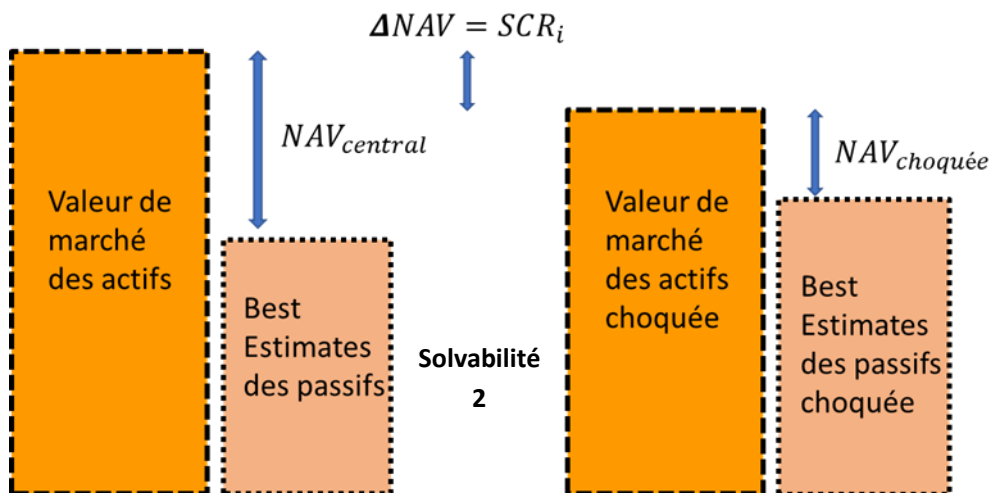 ΔNAV = SCRᵢ
NAV_central
NAV_choquée
Valeur de
marché
des actifs
Best
Estimates
des passifs
Solvabilité
2
Valeur de
marché
des actifs
choquée
Best
Estimates
des passifs
choquée